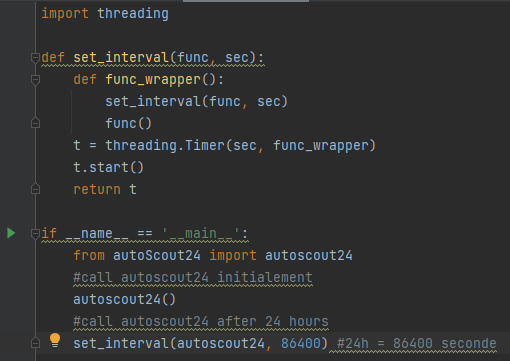 import threading
def set_interval(func, sec):
    def func_wrapper():
        set_interval(func, sec)
        func()
    t = threading.Timer(sec, func_wrapper)
    t.start()
    return t
if __name__ == '__main__':
    from autoScout24 import autoscout24
    #call autoscout24 initialement
    autoscout24()
    #call autoscout24 after 24 hours
    set_interval(autoscout24, 86400) #24h = 86400 seconde